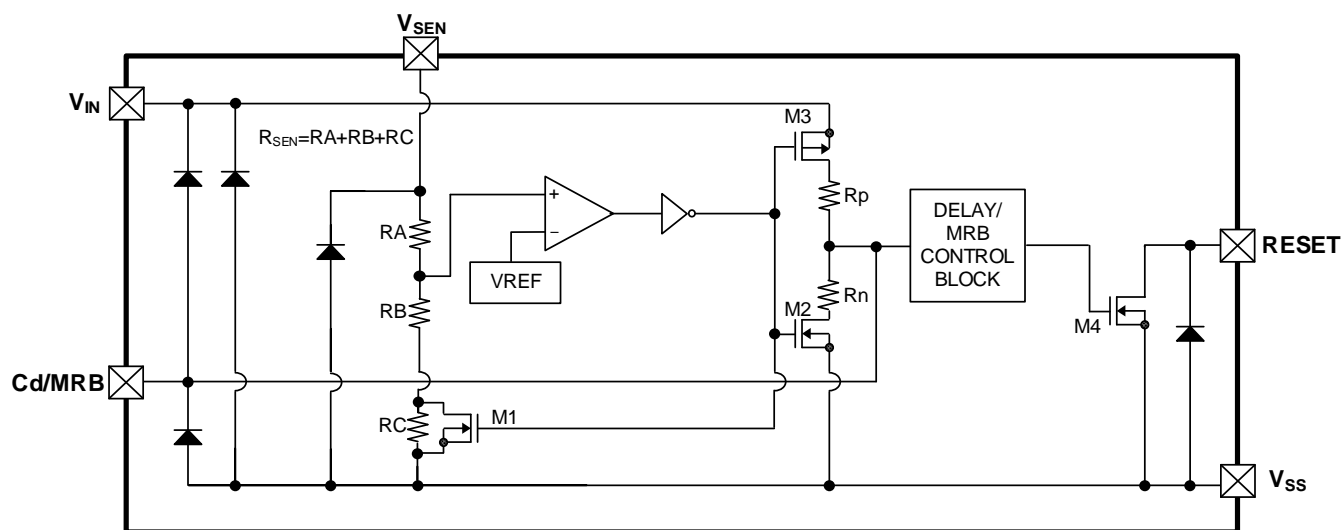 VSEN
VIN
RSEN=RA+RB+RC
M3
Rp
RA
+
−
VREF
DELAY/
MRB
CONTROL
BLOCK
RESET
RB
Rn
M2
M4
Cd/MRB
RC
M1
VSS